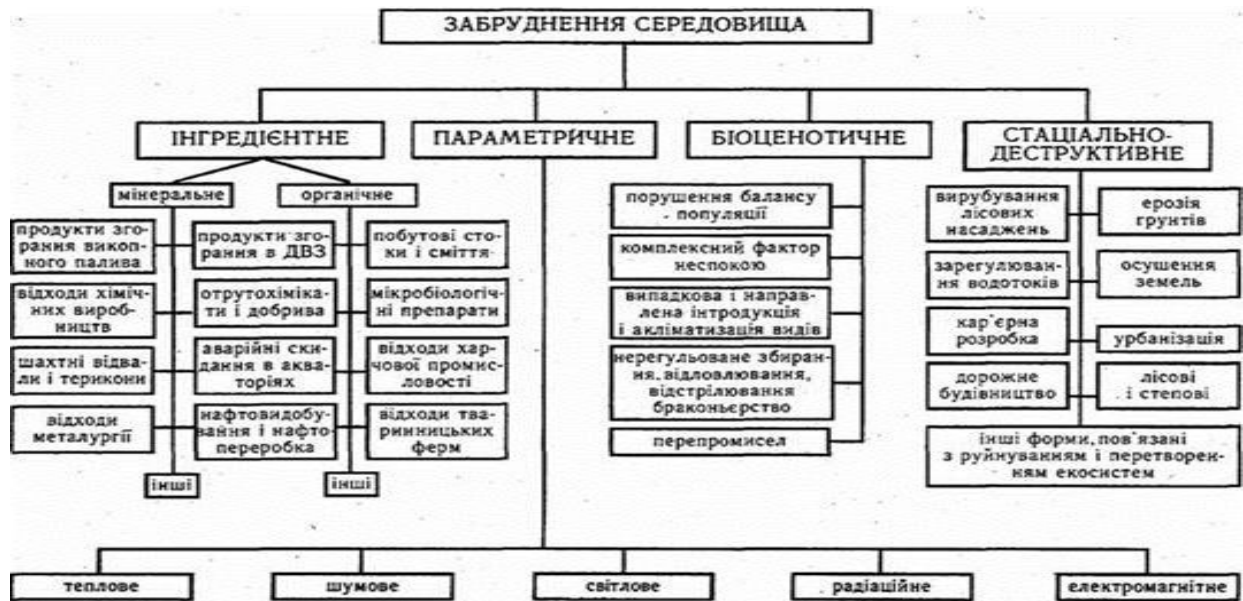 ЗАБРУДНЕННЯ СЕРЕДОВИЩА
ІНГРЕДІЄНТНЕ
ПАРАМЕТРИЧНЕ
БІОЦЕНОТИЧНЕ
СТАЦІАЛЬНО-
ДЕСТРУКТИВНЕ
мінеральне
органічне
продукти зго-
рання викоп-
ного палива
відходи хіміч-
них вироб-
ництв
шахтні відва-
ли і терикони
відходи
металургії
інші
продукти зго-
рання в ДВЗ
отрутохіміка-
ти і добрива
аварійні ски-
дання в аква-
торіях
нафтовидобу-
вання і нафто-
переробка
побутові сто-
ки і сміття
мікробіологіч-
ні препарати
відходи хар-
чової промис-
ловості
відходи тва-
ринницьких
ферм
інші
порушення балансу
популяції
комплексний фактор
неспокою
випадкова і направ-
лена інтродукція
і акліматизація видів
нерегульоване збиран-
ня, відловлювання,
відстрілювання
браконьєрство
перепромисел
вирубування
лісових
насаджень
ерозія
грунтів
зарегулюван-
ня водотоків
осушення
земель
кар'єрна
розробка
урбанізація
дорожне
будівництво
лісові
і степові
інші форми, пов'язані
з руйнуванням і перетворен-
ням екосистем
теплове
шумове
світлове
радіаційне
електромагнітне